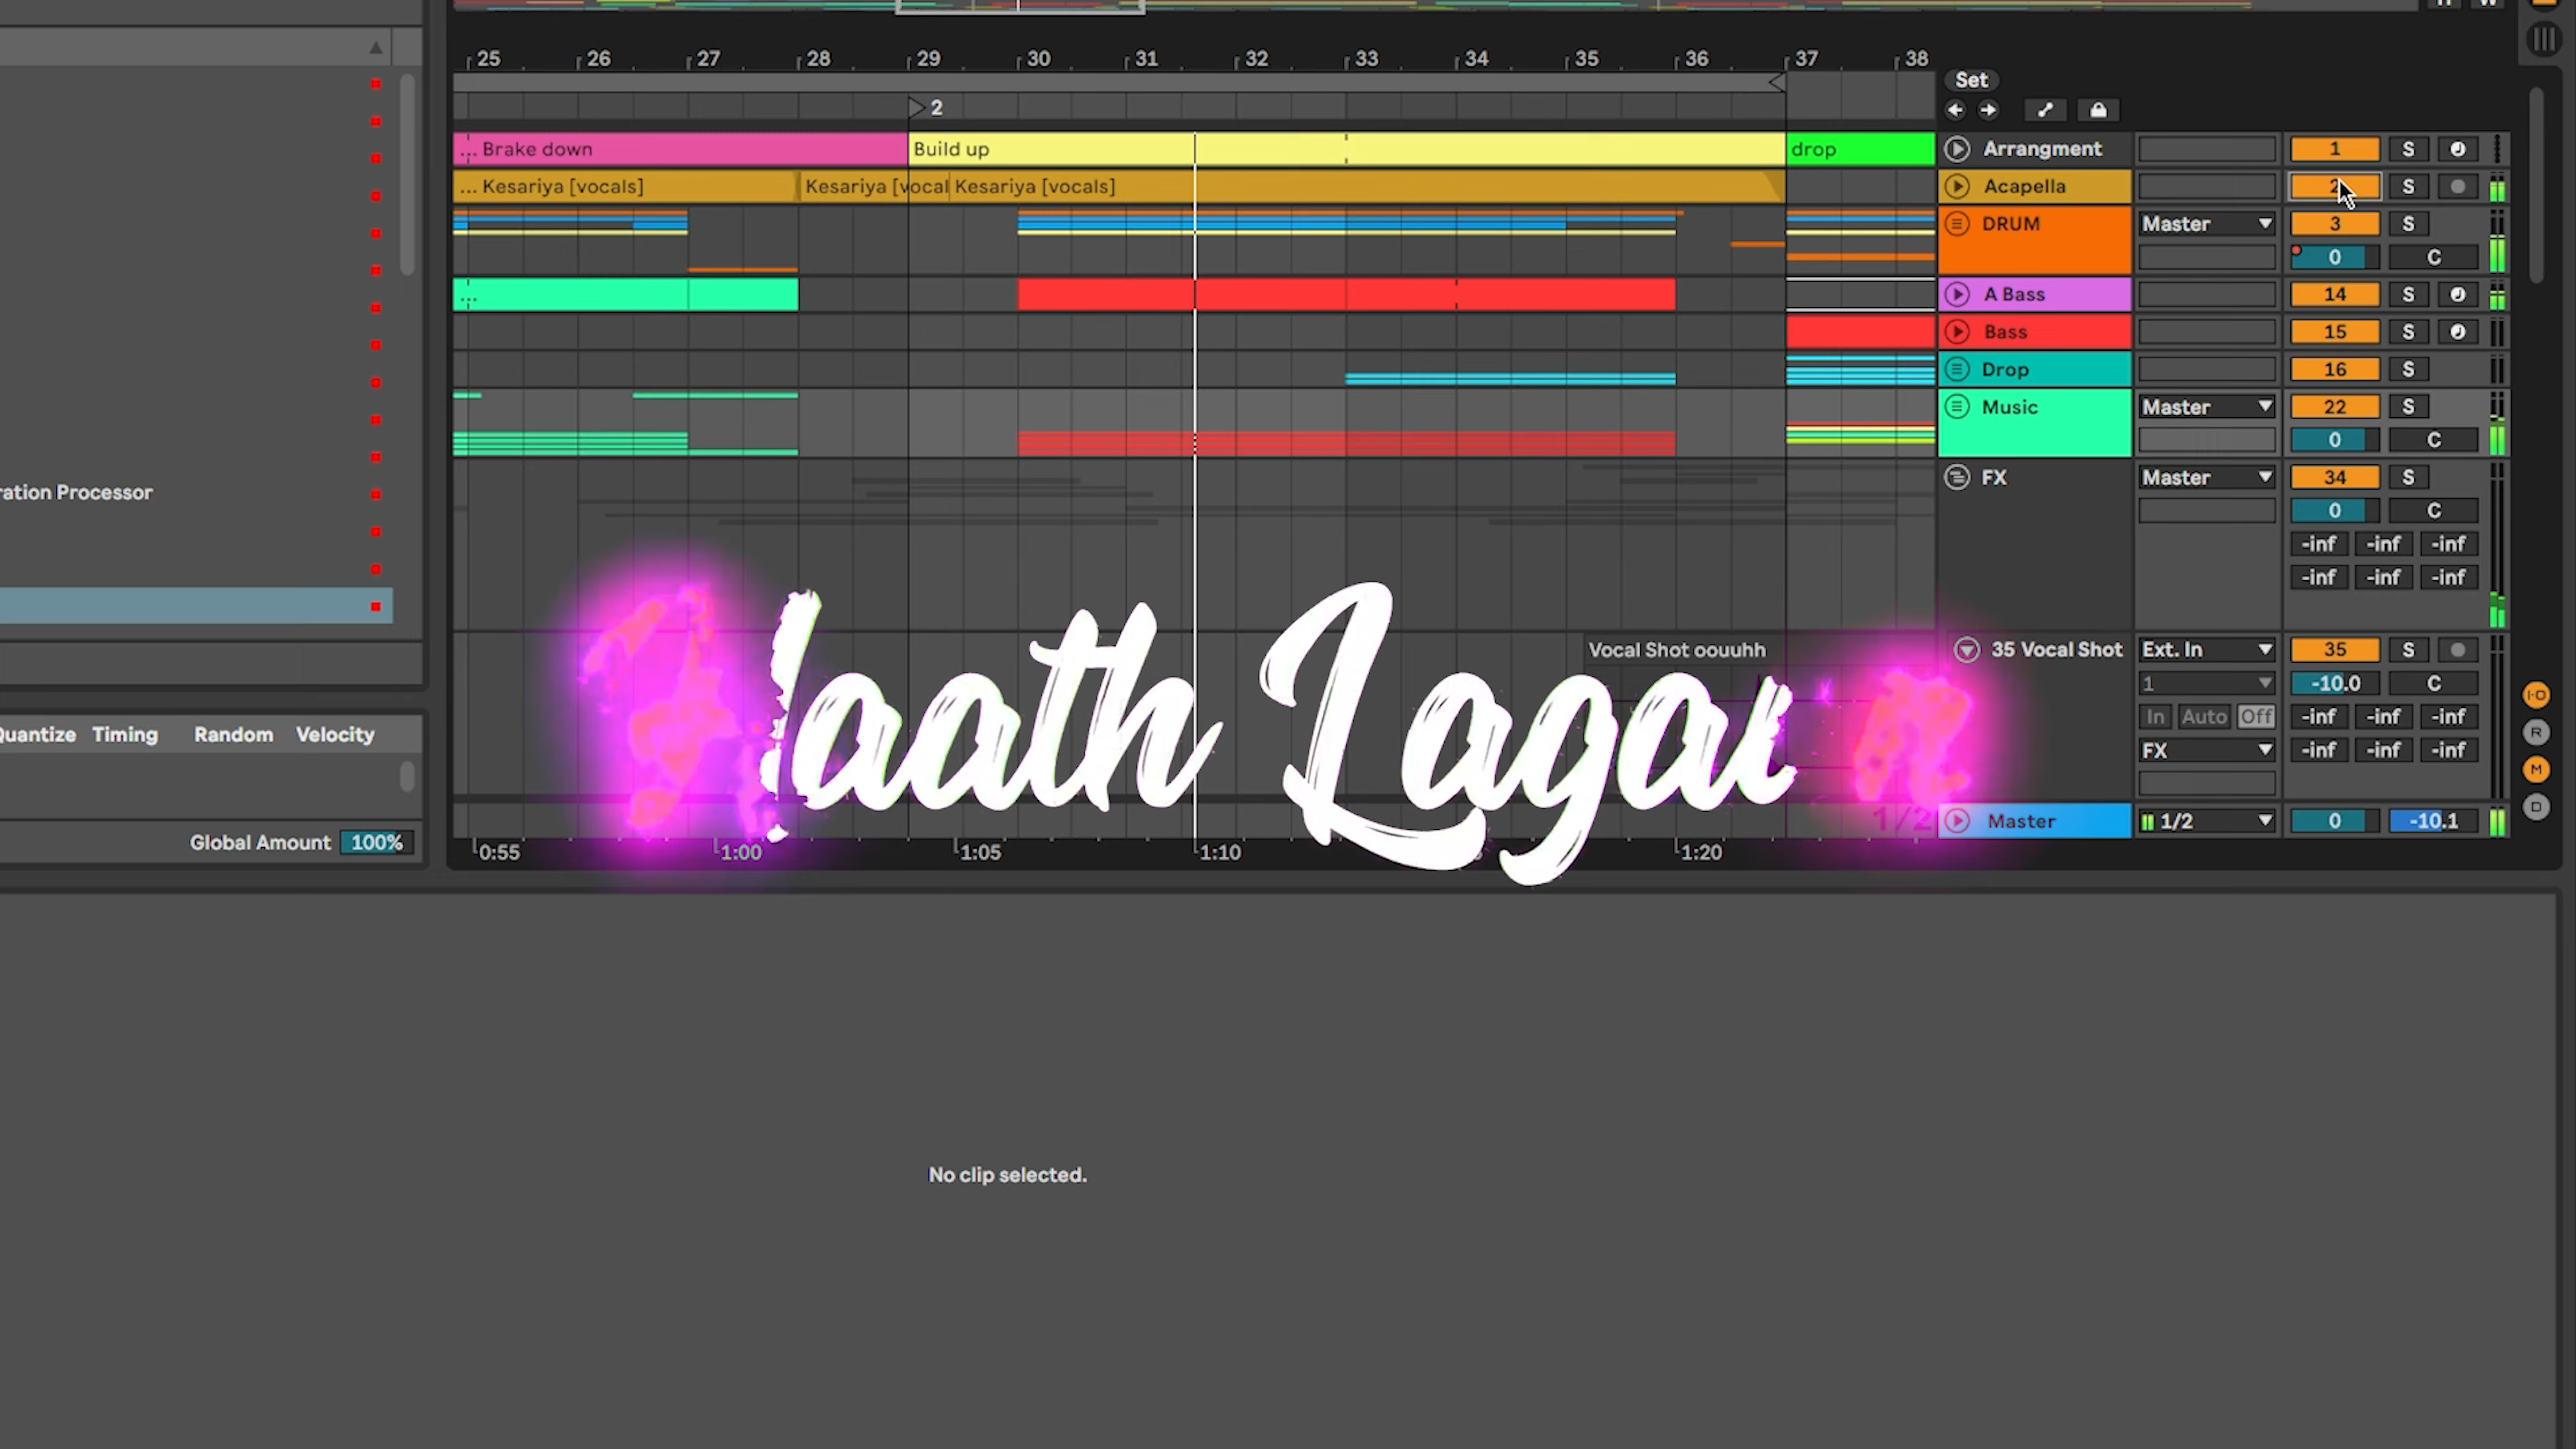 25 26 27 28 29 30 31 32 33 34 35 36 37 38
Set
2
... Brake down Build up drop Arrangment 1 S
... Kesariya [vocals] Kesariya [vocal Kesariya [vocals] Acapella 2 S
DRUM Master 3 S
0 C
... A Bass 14 S
Bass 15 S
Drop 16 S
Music Master 22 S
0 C
FX Master 34 S
ration Processor
0 C
-inf -inf -inf
-inf -inf -inf
Vocal Shot oouuhh 35 Vocal Shot Ext. In 35 S
1 -10.0 C
In Auto Off -inf -inf -inf
FX -inf -inf -inf
I·O
R
M
D
Quantize Timing Random Velocity
laath Lagai
1/2 Master 1/2 0 -10.1
Global Amount 100%
0:55 1:00 1:05 1:10 1:20
No clip selected.